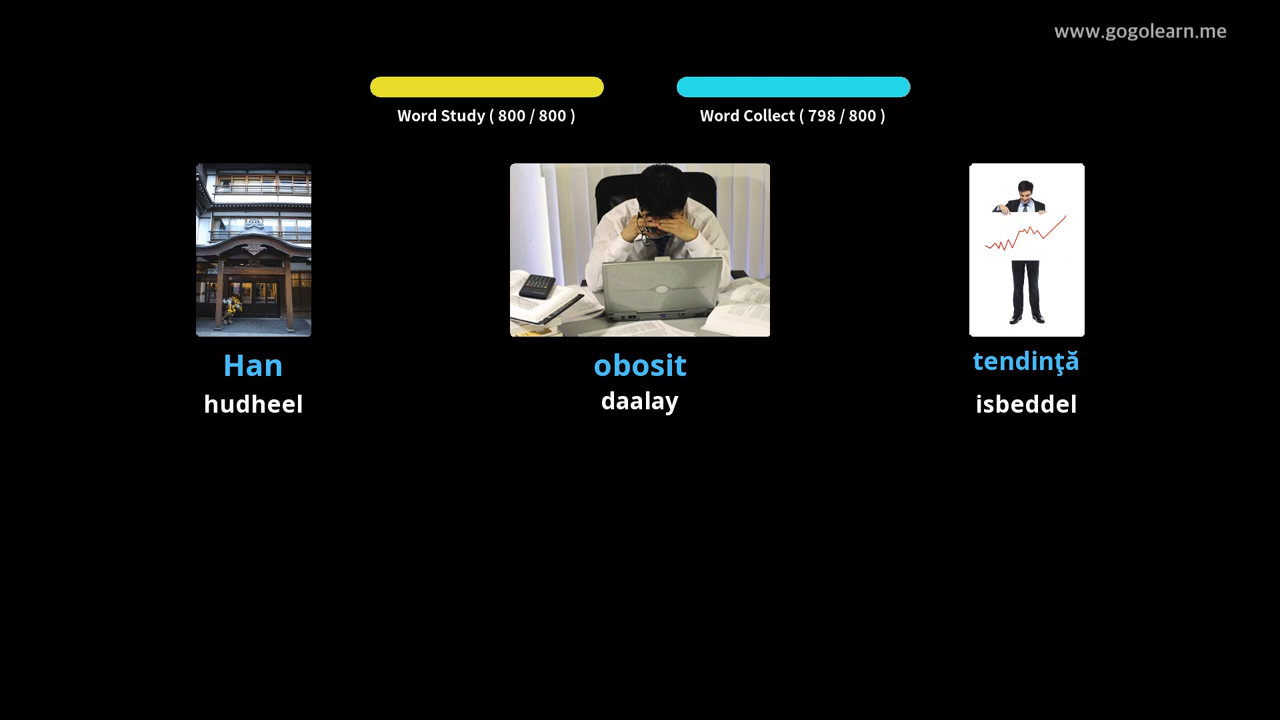 www.gogolearn.me
Word Study ( 800 / 800 )
Word Collect ( 798 / 800 )
Han
obosit
tendinţă
hudheel
daalay
isbeddel